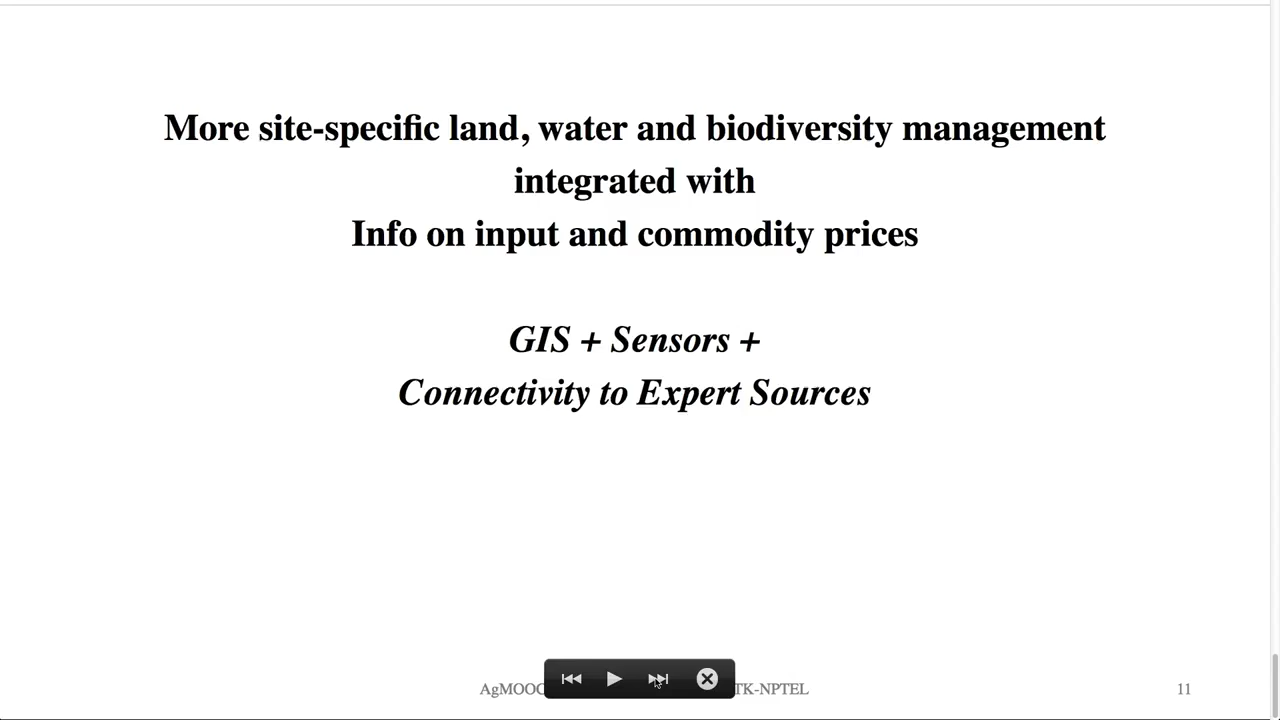 More site-specific land, water and biodiversity management
integrated with
Info on input and commodity prices
GIS + Sensors +
Connectivity to Expert Sources
TK-NPTEL
11